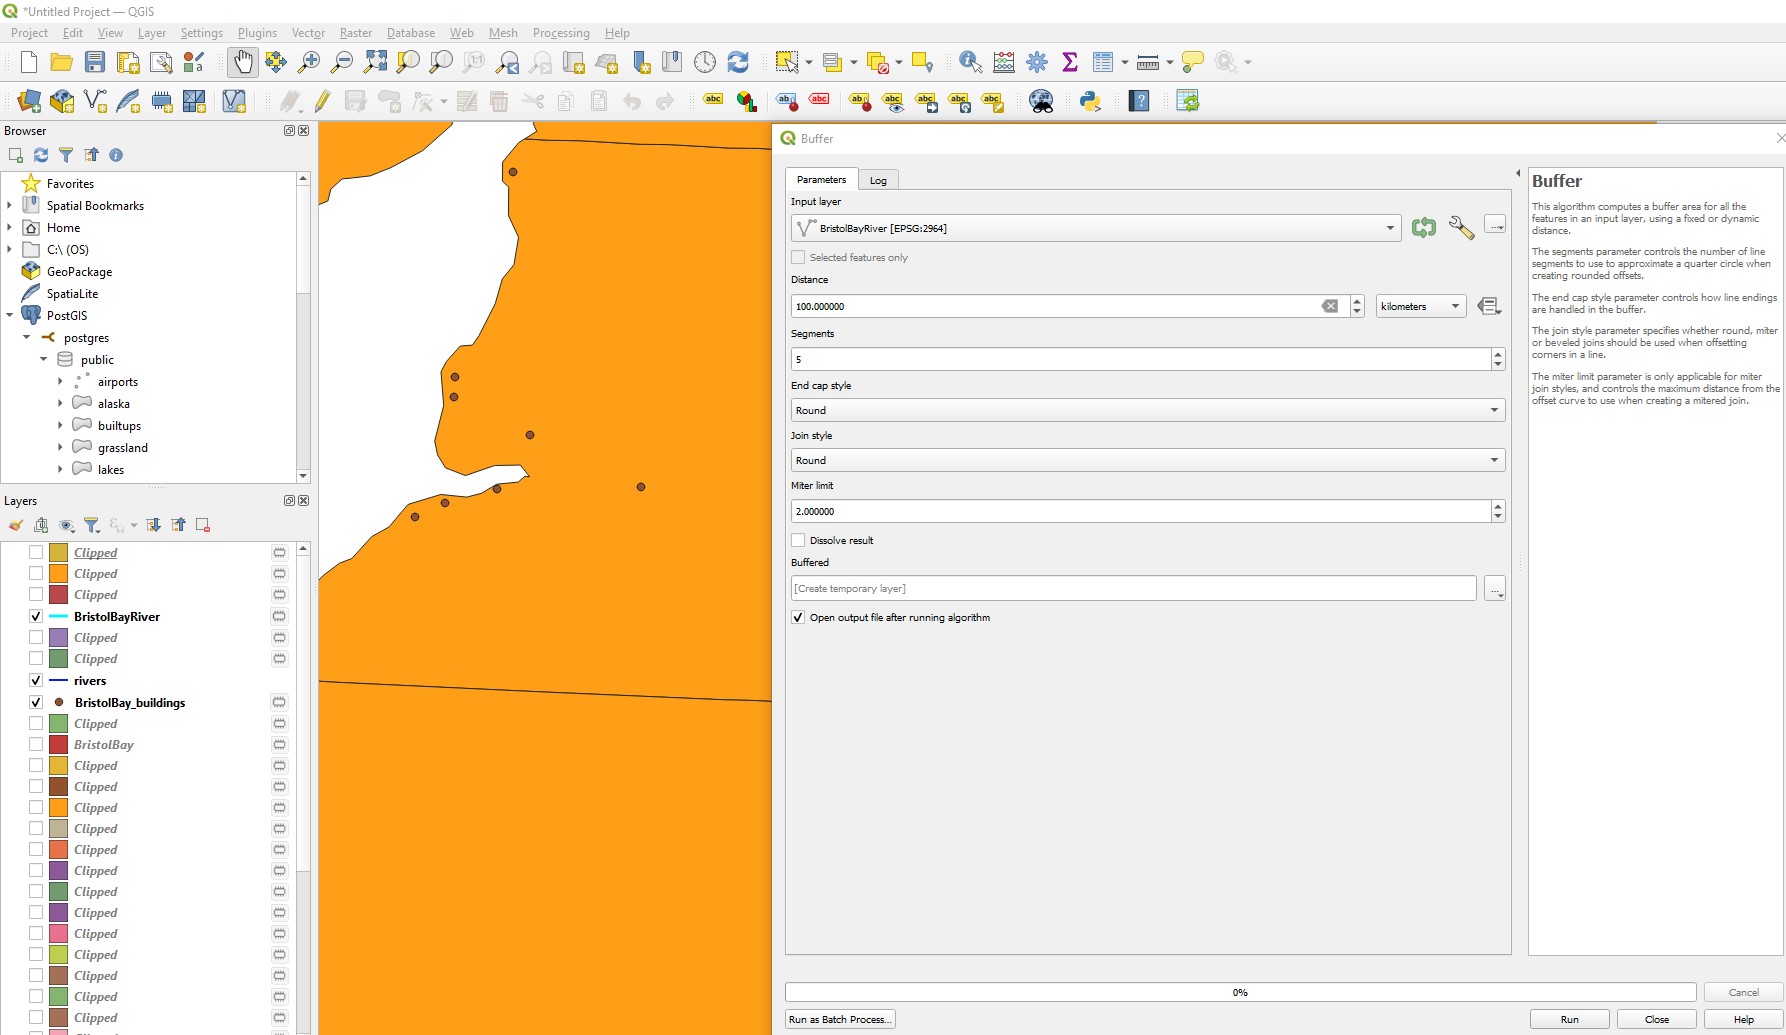 *Untitled Project — QGIS
Project Edit View Layer Settings Plugins Vector Raster Database Web Mesh Processing Help
Browser
Favorites
Spatial Bookmarks
Home
C:\ (OS)
GeoPackage
SpatiaLite
PostGIS
postgres
public
airports
alaska
builtups
grassland
lakes
Layers
Clipped
Clipped
Clipped
BristolBayRiver
Clipped
Clipped
rivers
BristolBay_buildings
Clipped
BristolBay
Clipped
Clipped
Clipped
Clipped
Clipped
Clipped
Clipped
Clipped
Clipped
Clipped
Clipped
Clipped
Clipped
Buffer
Parameters Log
Input layer
BristolBayRiver [EPSG:2964]
Selected features only
Distance
100.000000 kilometers
Segments
5
End cap style
Round
Join style
Round
Miter limit
2.000000
Dissolve result
Buffered
[Create temporary layer]
Open output file after running algorithm
Buffer
This algorithm computes a buffer area for all the
features in an input layer, using a fixed or dynamic
distance.
The segments parameter controls the number of line
segments to use to approximate a quarter circle when
creating rounded offsets.
The end cap style parameter controls how line endings
are handled in the buffer.
The join style parameter specifies whether round, miter
or beveled joins should be used when offsetting
corners in a line.
The miter limit parameter is only applicable for miter
join styles, and controls the maximum distance from the
offset curve to use when creating a mitered join.
0% Cancel
Run as Batch Process... Run Close Help